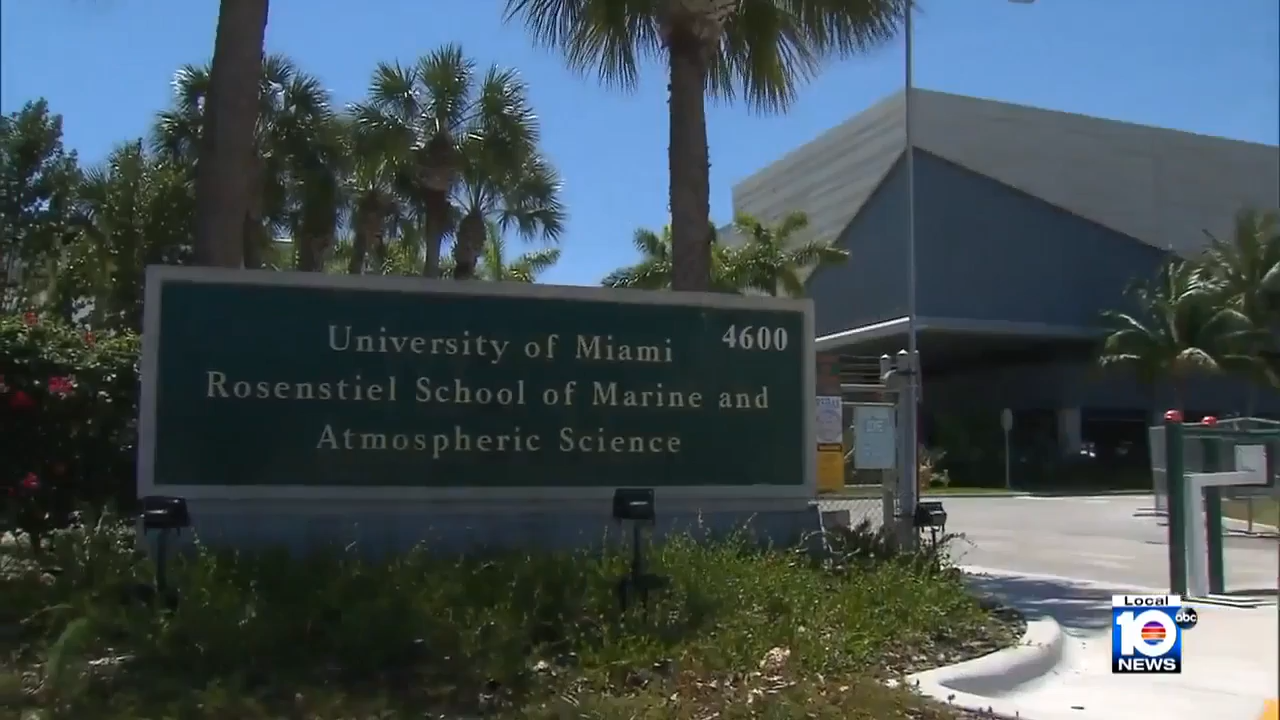 University of Miami
4600
Rosenstiel School of Marine and
Atmospheric Science
Local
10
abc
NEWS